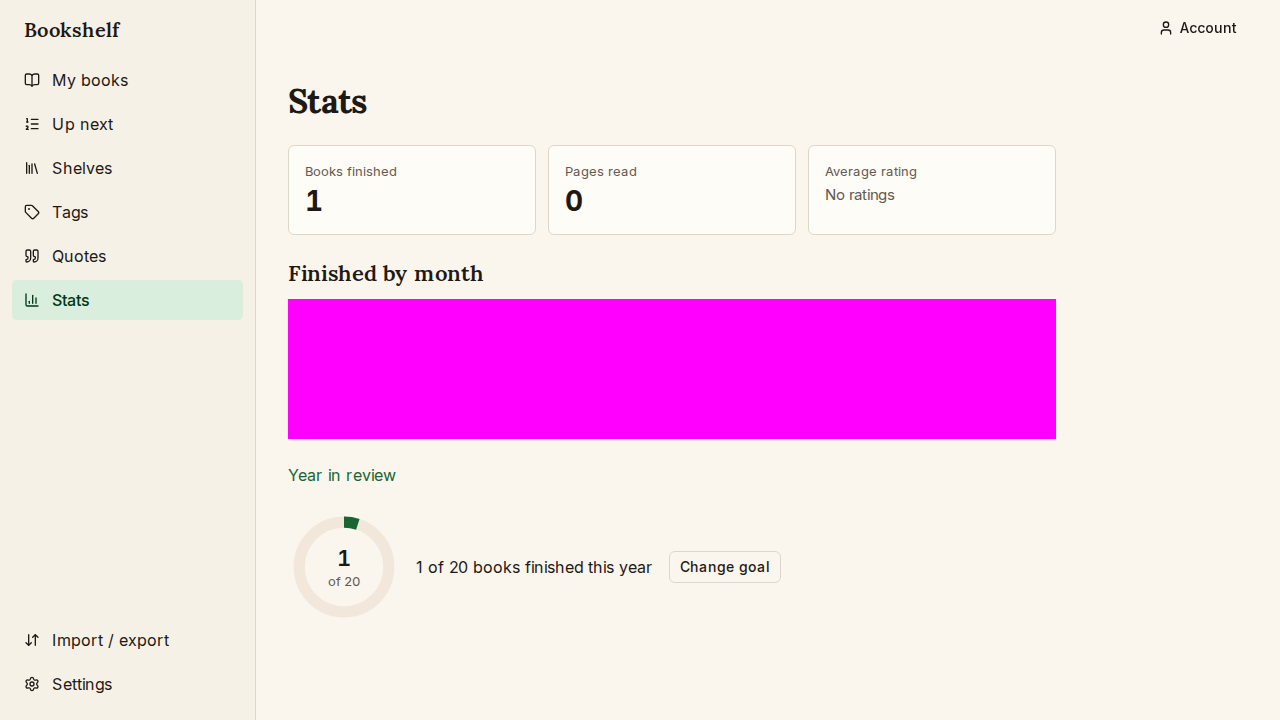 Bookshelf
My books
Up next
Shelves
Tags
Quotes
Stats
Import / export
Settings
Account
Stats
Books finished
1
Pages read
0
Average rating
No ratings
Finished by month
Year in review
1
of 20
1 of 20 books finished this year
Change goal